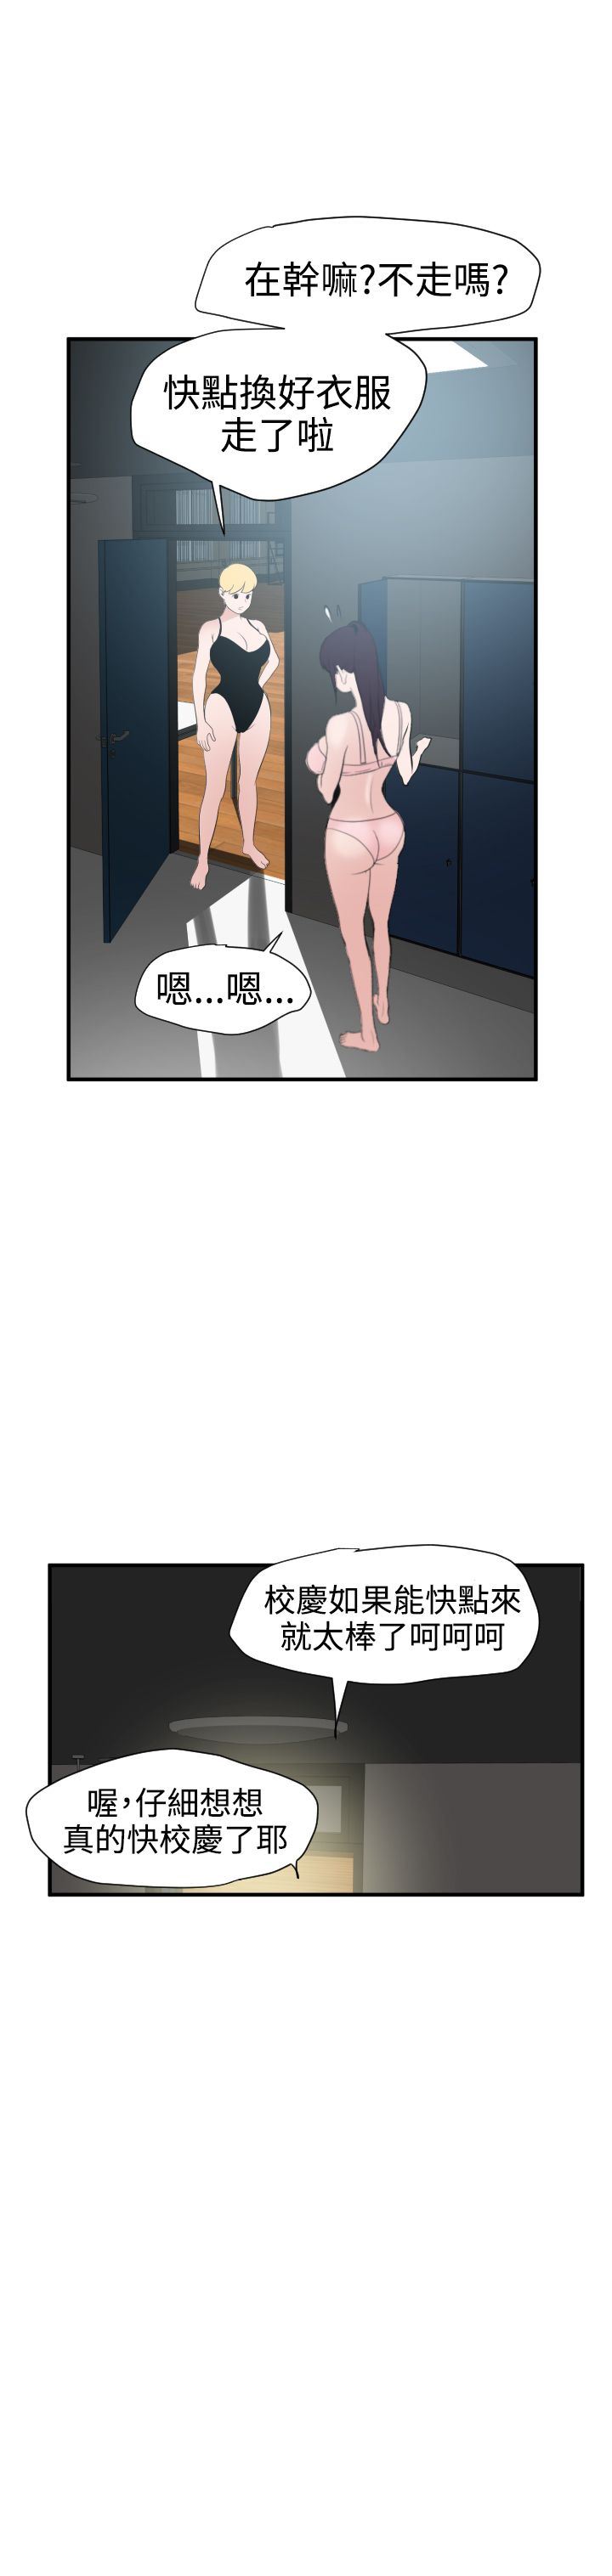 在幹嘛?不走嗎?
快點換好衣服
走了啦
嗯…嗯…
校慶如果能快點來
就太棒了呵呵呵
喔，仔細想想
真的快校慶了耶